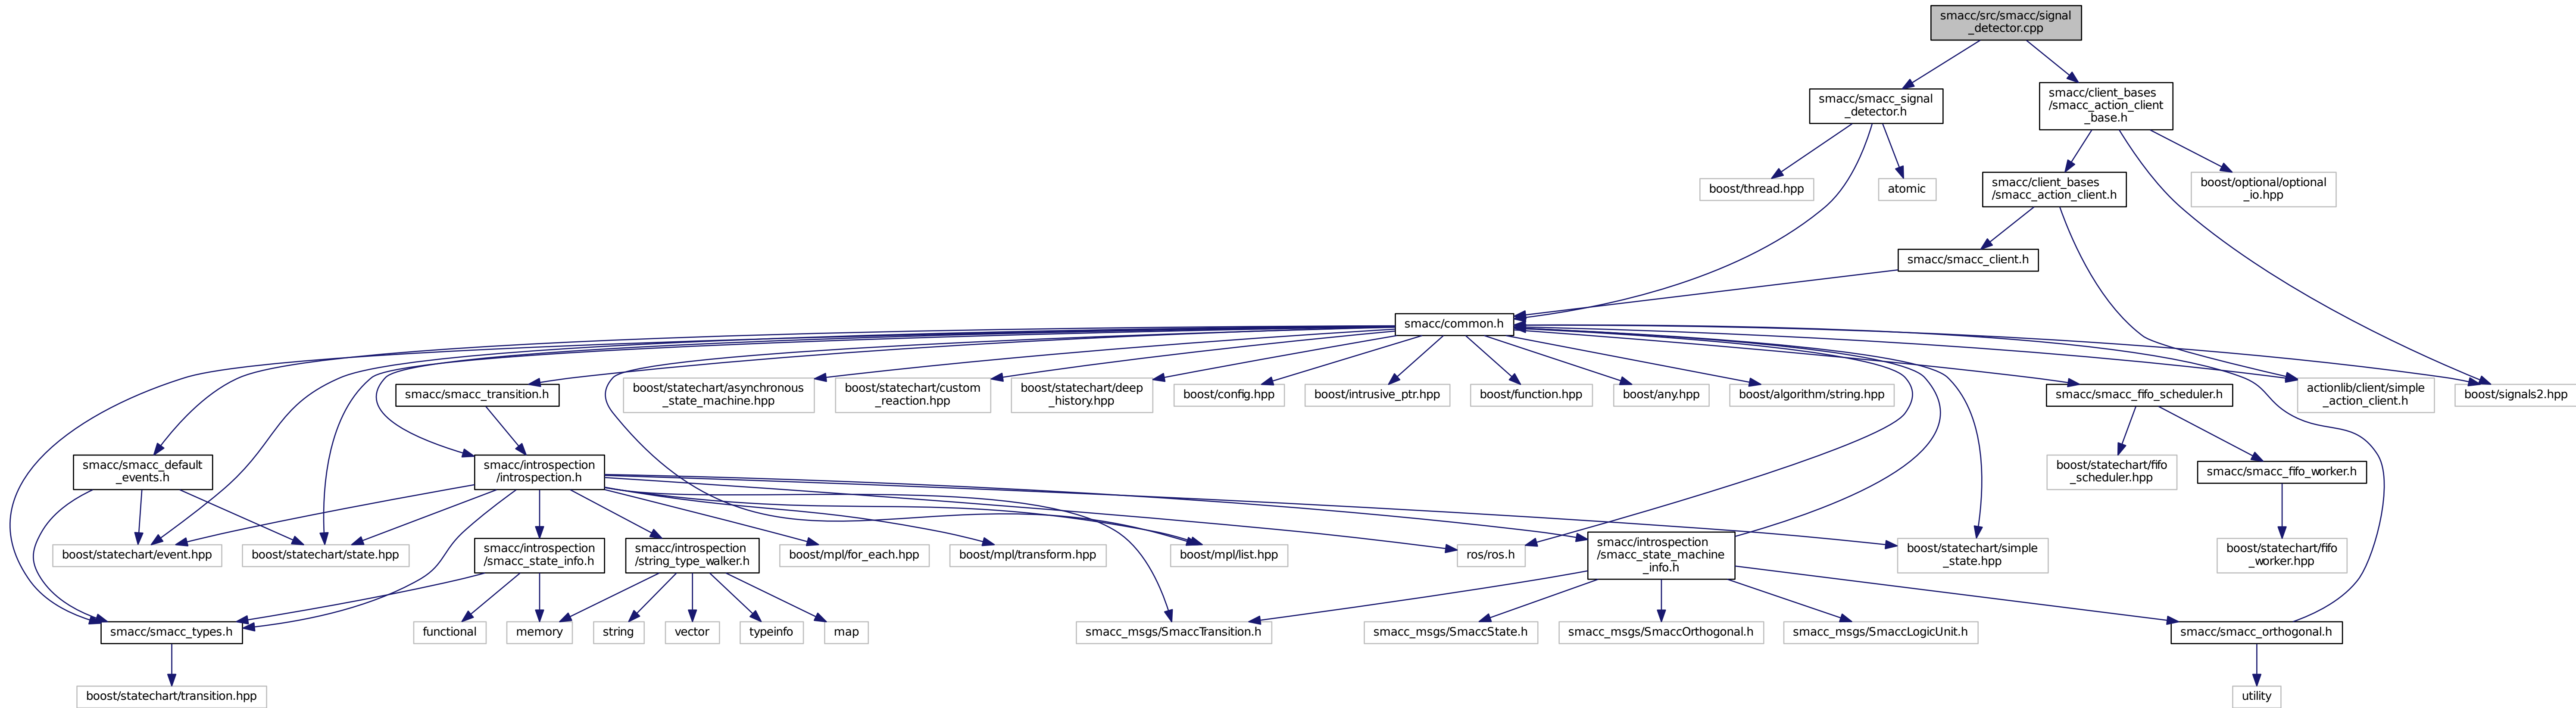 smacc/src/smacc/signal
_detector.cpp
smacc/smacc_signal
_detector.h
smacc/client_bases
/smacc_action_client
_base.h
boost/thread.hpp
atomic
smacc/client_bases
/smacc_action_client.h
boost/optional/optional
_io.hpp
smacc/smacc_client.h
smacc/common.h
smacc/smacc_transition.h
boost/statechart/asynchronous
_state_machine.hpp
boost/statechart/custom
_reaction.hpp
boost/statechart/deep
_history.hpp
boost/config.hpp
boost/intrusive_ptr.hpp
boost/function.hpp
boost/any.hpp
boost/algorithm/string.hpp
smacc/smacc_fifo_scheduler.h
actionlib/client/simple
_action_client.h
boost/signals2.hpp
smacc/smacc_default
_events.h
smacc/introspection
/introspection.h
boost/statechart/fifo
_scheduler.hpp
smacc/smacc_fifo_worker.h
boost/statechart/event.hpp
boost/statechart/state.hpp
smacc/introspection
/smacc_state_info.h
smacc/introspection
/string_type_walker.h
boost/mpl/for_each.hpp
boost/mpl/transform.hpp
boost/mpl/list.hpp
ros/ros.h
smacc/introspection
/smacc_state_machine
_info.h
boost/statechart/simple
_state.hpp
boost/statechart/fifo
_worker.hpp
smacc/smacc_types.h
functional
memory
string
vector
typeinfo
map
smacc_msgs/SmaccTransition.h
smacc_msgs/SmaccState.h
smacc_msgs/SmaccOrthogonal.h
smacc_msgs/SmaccLogicUnit.h
smacc/smacc_orthogonal.h
boost/statechart/transition.hpp
utility